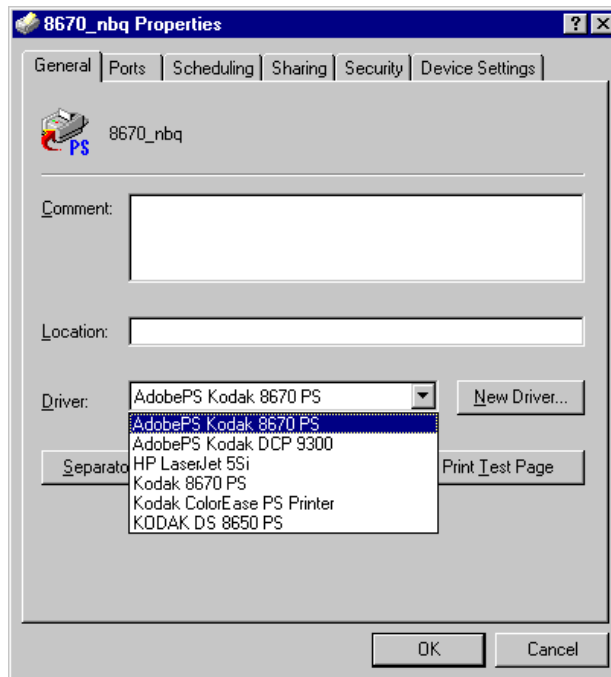 8670_nbq Properties
General Ports Scheduling Sharing Security Device Settings
PS 8670_nbq
Comment:
Location:
Driver: AdobePS Kodak 8670 PS New Driver...
AdobePS Kodak 8670 PS
AdobePS Kodak DCP 9300
HP LaserJet 5Si
Separato Print Test Page
Kodak 8670 PS
Kodak ColorEase PS Printer
KODAK DS 8650 PS
OK Cancel